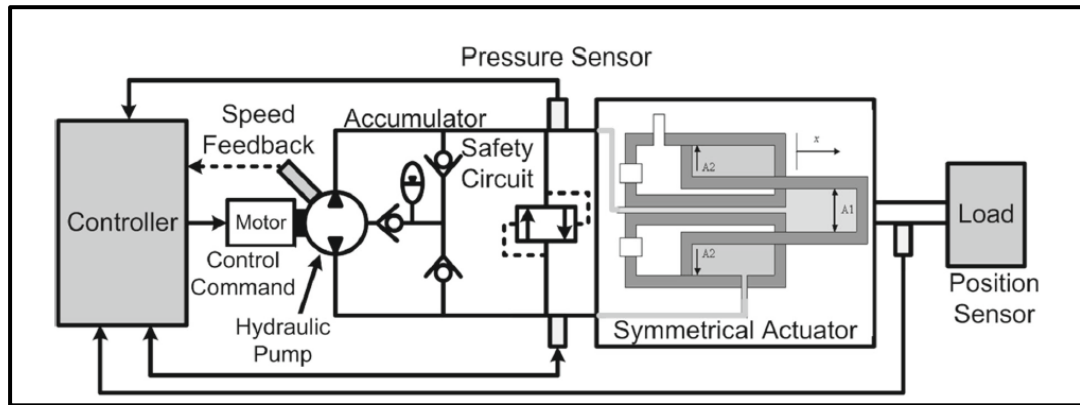 Pressure Sensor
Speed
Feedback
Accumulator
Safety
Circuit
Controller
Motor
Control
Command
Hydraulic
Pump
x
A2
A1
A2
Symmetrical Actuator
Load
Position
Sensor